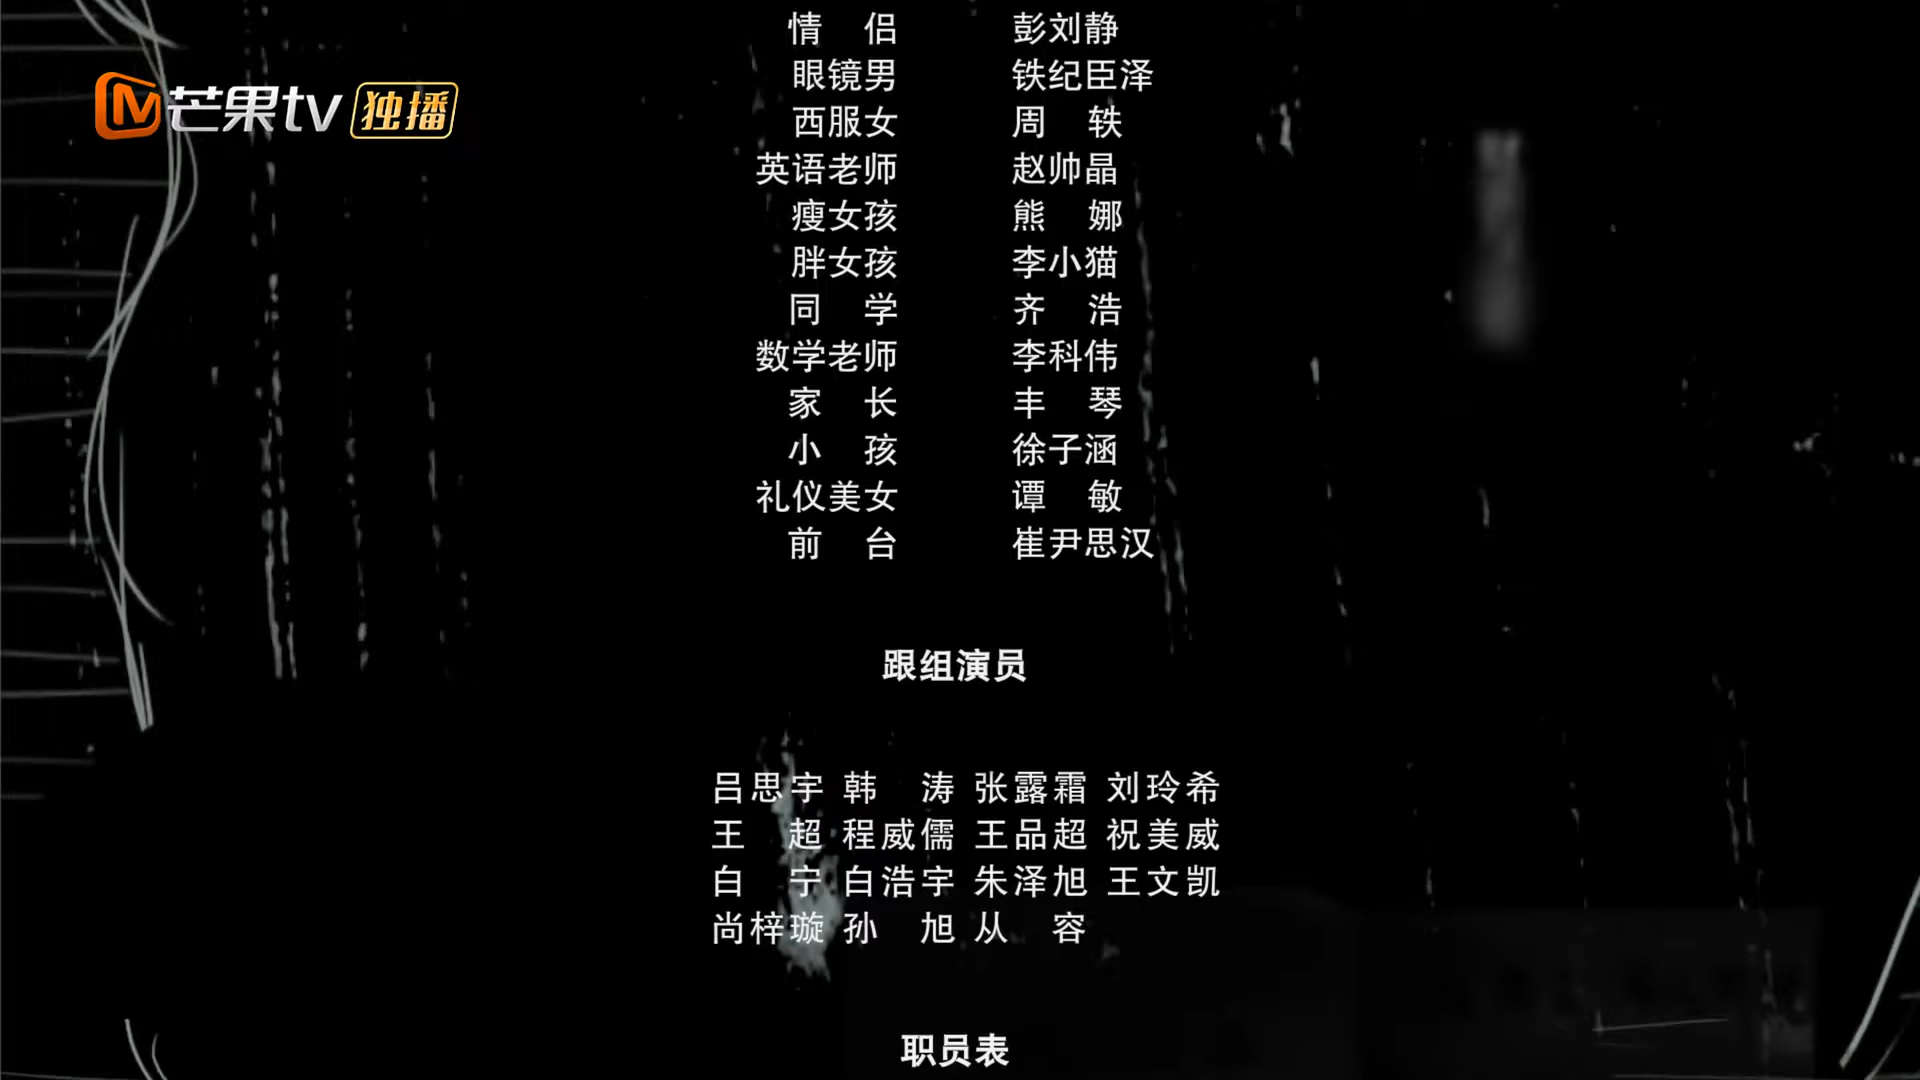 情 侣 彭刘静
芒果tv 独播
眼镜男 铁纪臣泽
西服女 周 轶
英语老师 赵帅晶
瘦女孩 熊 娜
胖女孩 李小猫
同 学 齐 浩
数学老师 李科伟
家 长 丰 琴
小 孩 徐子涵
礼仪美女 谭 敏
前 台 崔尹思汉
跟组演员
吕思宇 韩 涛 张露霜 刘玲希
王 超 程威儒 王品超 祝美威
白 宁 白浩宇 朱泽旭 王文凯
尚梓璇 孙 旭 从 容
职员表